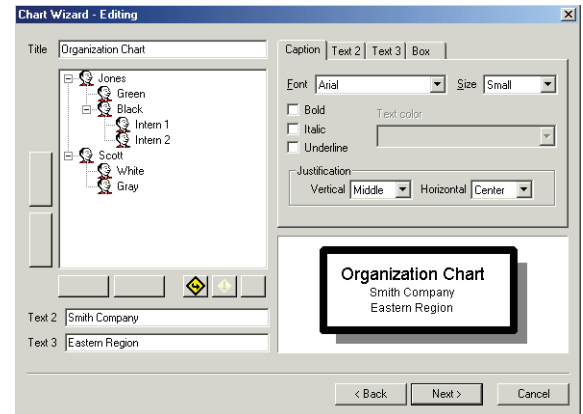 Chart Wizard - Editing
Title Organization Chart
Jones
Green
Black
Intern 1
Intern 2
Scott
White
Gray
Text 2 Smith Company
Text 3 Eastern Region
Caption Text 2 Text 3 Box
Font Arial Size Small
Bold
Italic
Underline
Text color
Justification
Vertical Middle Horizontal Center
Organization Chart
Smith Company
Eastern Region
< Back Next > Cancel